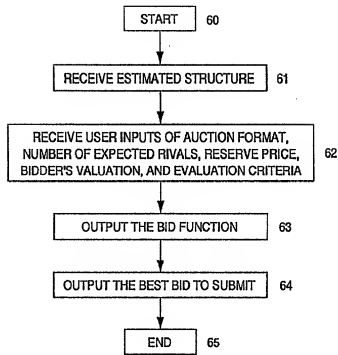 START
60
RECEIVE ESTIMATED STRUCTURE
61
RECEIVE USER INPUTS OF AUCTION FORMAT,
NUMBER OF EXPECTED RIVALS, RESERVE PRICE,
BIDDER'S VALUATION, AND EVALUATION CRITERIA
62
OUTPUT THE BID FUNCTION
63
OUTPUT THE BEST BID TO SUBMIT
64
END
65